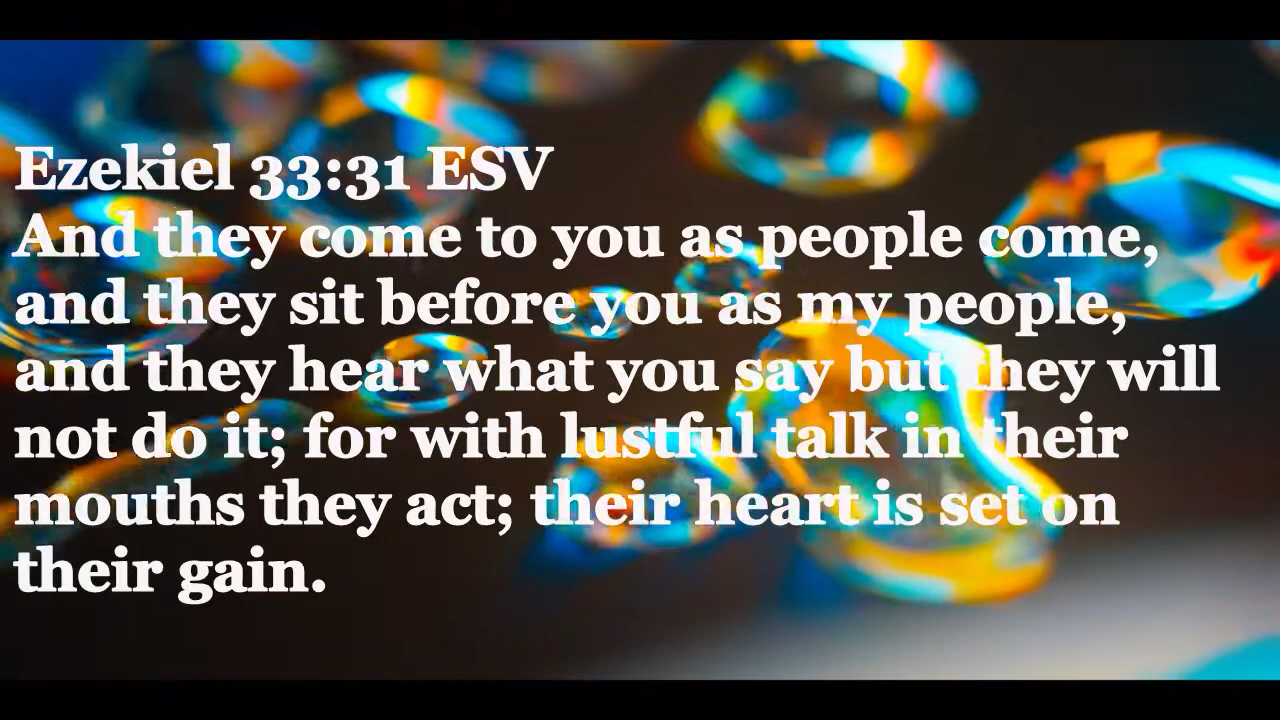 Ezekiel 33:31 ESV
And they come to you as people come,
and they sit before you as my people,
and they hear what you say but they will
not do it; for with lustful talk in their
mouths they act; their heart is set on
their gain.